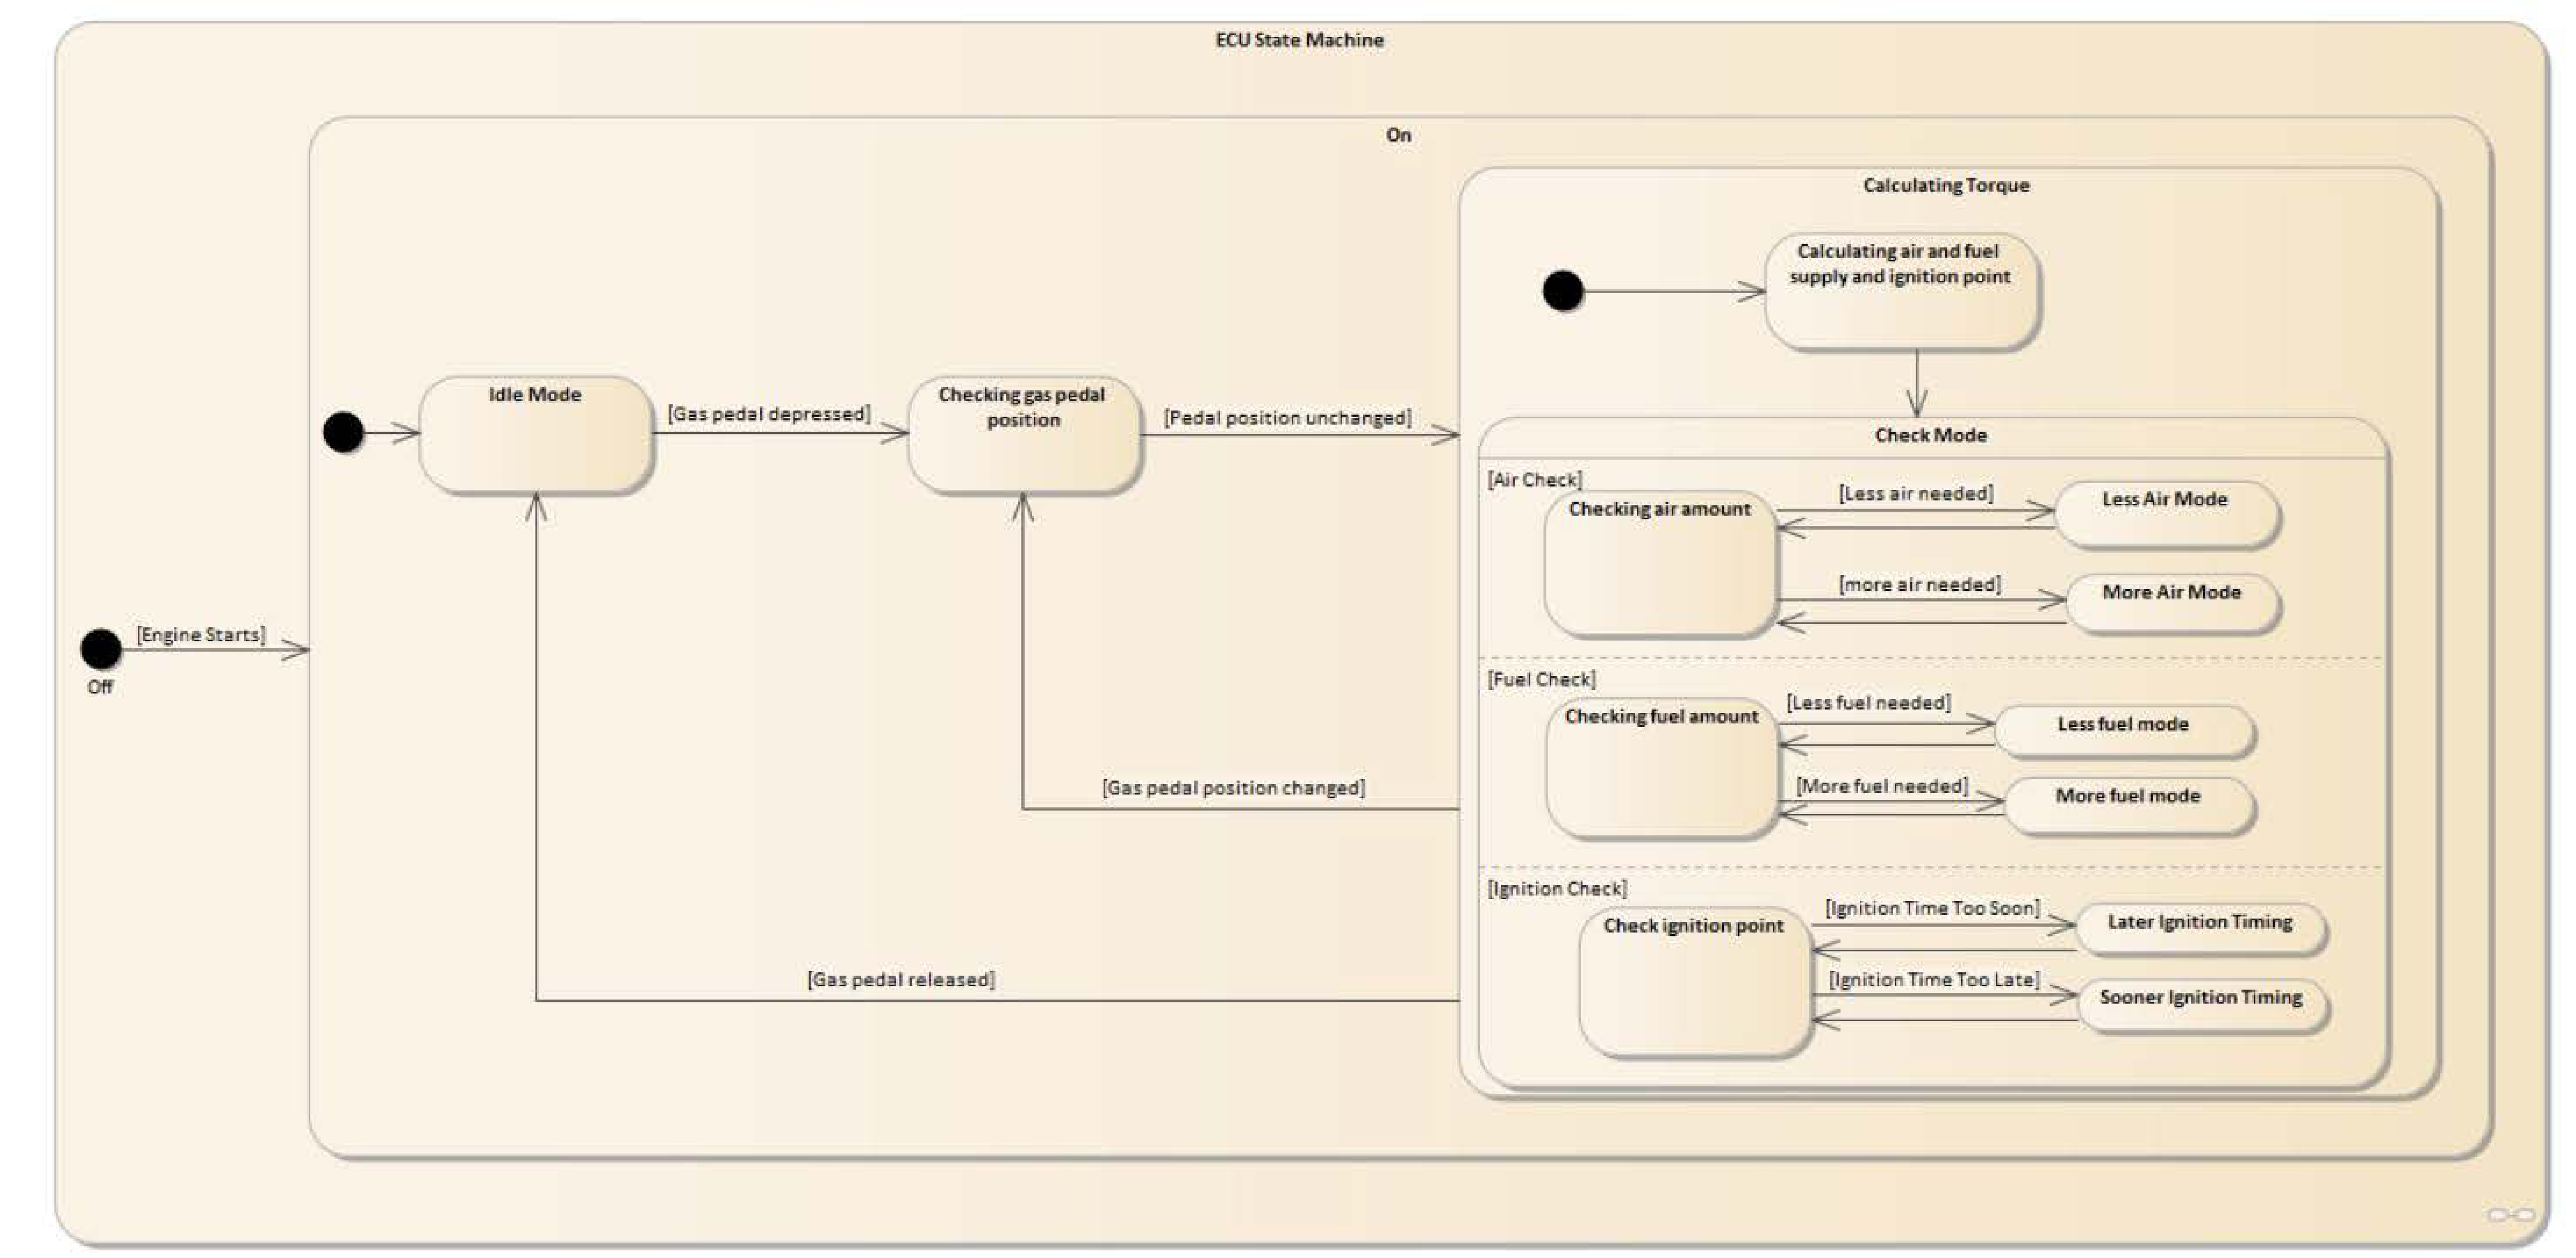 ECU State Machine
On
Calculating Torque
Calculating air and fuel
supply and ignition point
Idle Mode
[Gas pedal depressed]
Checking gas pedal
position
[Pedal position unchanged]
Check Mode
[Air Check]
Checking air amount
[Less air needed]
Less Air Mode
[more air needed]
More Air Mode
[Engine Starts]
Off
[Fuel Check]
Checking fuel amount
[Less fuel needed]
Less fuel mode
[More fuel needed]
More fuel mode
[Gas pedal position changed]
[Ignition Check]
Check ignition point
[Ignition Time Too Soon]
Later Ignition Timing
[Ignition Time Too Late]
Sooner Ignition Timing
[Gas pedal released]